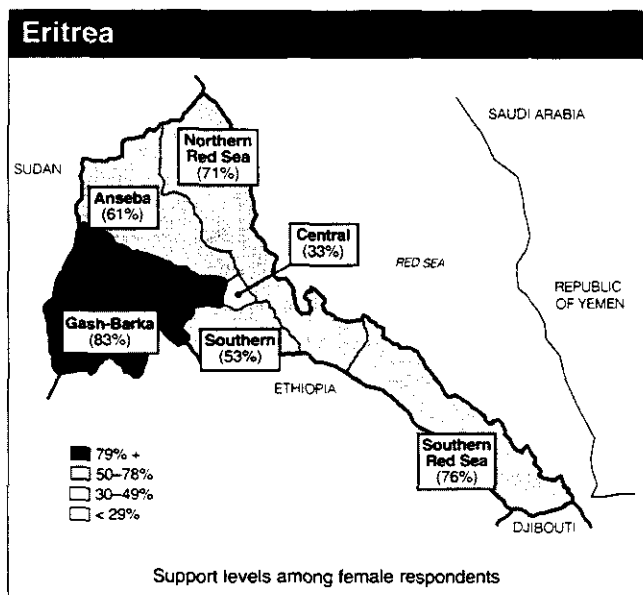 Eritrea
SAUDI ARABIA
SUDAN
Northern
Red Sea
(71%)
Anseba
(61%)
Central
(33%)
RED SEA
REPUBLIC
OF YEMEN
Gash-Barka
(83%)
Southern
(53%)
ETHIOPIA
Southern
Red Sea
(76%)
DJIBOUTI
79% +
50–78%
30–49%
< 29%
Support levels among female respondents